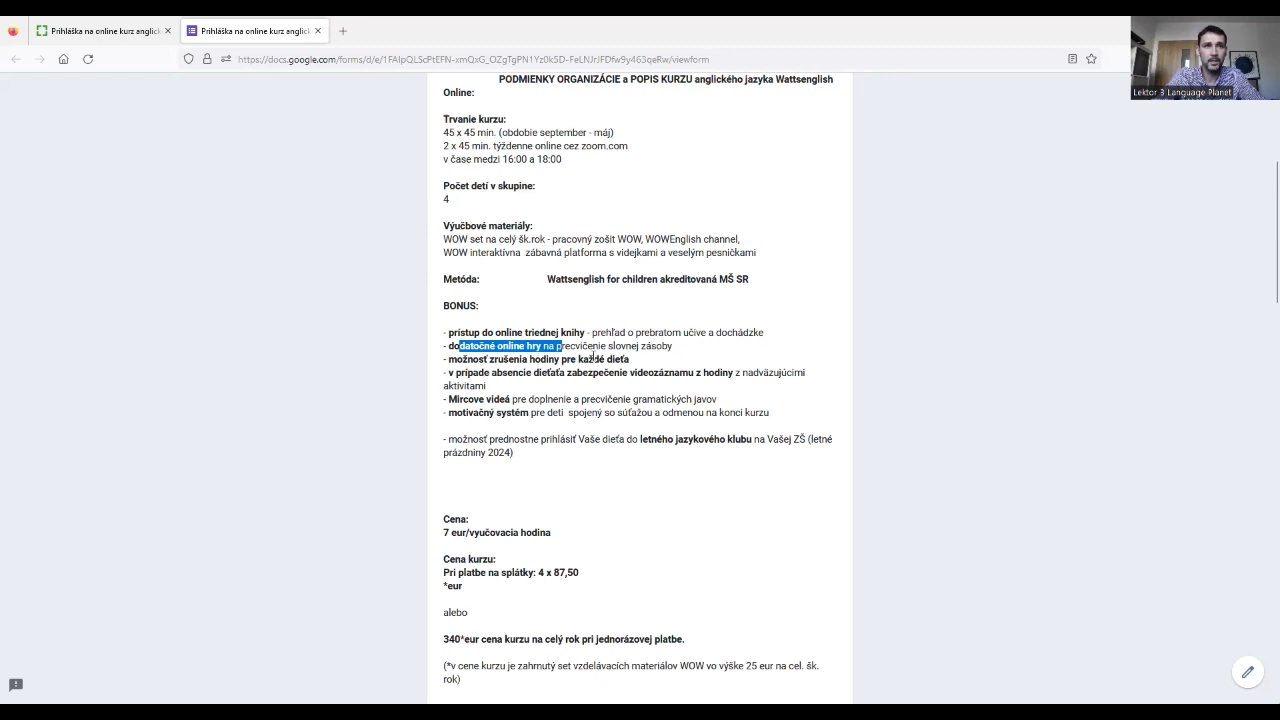 Prihláška na online kurz anglick
Prihláška na online kurz anglick
https://docs.google.com/forms/d/e/1FAIpQLScPtEFN-xmQxG_OZgTgPN1Yz0k5D-FeLNJrJFDfw9y463qeRw/viewform
Lektor 3 Language Planet
PODMIENKY ORGANIZÁCIE a POPIS KURZU anglického jazyka Wattsenglish
Online:
Trvanie kurzu:
45 x 45 min. (obdobie september - máj)
2 x 45 min. týždenne online cez zoom.com
v čase medzi 16:00 a 18:00
Počet detí v skupine:
4
Výučbové materiály:
WOW set na celý šk.rok - pracovný zošit WOW, WOWEnglish channel,
WOW interaktívna zábavná platforma s videjkami a veselým pesničkami
Metóda: Wattsenglish for children akreditovaná MŠ SR
BONUS:
- prístup do online triednej knihy - prehľad o prebratom učive a dochádzke
- dodatočné online hry na precvičenie slovnej zásoby
- možnosť zrušenia hodiny pre každé dieťa
- v prípade absencie dieťaťa zabezpečenie videozáznamu z hodiny z nadväzujúcimi
aktivitami
- Mircove videá pre doplnenie a precvičenie gramatických javov
- motivačný systém pre deti spojený so súťažou a odmenou na konci kurzu
- možnosť prednostne prihlásiť Vaše dieťa do letného jazykového klubu na Vašej ZŠ (letné
prázdniny 2024)
Cena:
7 eur/vyučovacia hodina
Cena kurzu:
Pri platbe na splátky: 4 x 87,50
*eur
alebo
340*eur cena kurzu na celý rok pri jednorázovej platbe.
(*v cene kurzu je zahrnutý set vzdelávacích materiálov WOW vo výške 25 eur na cel. šk.
rok)